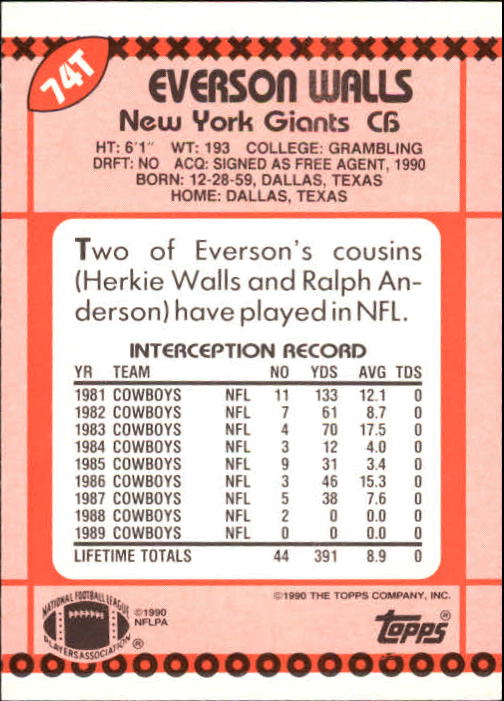 74T
EVERSON WALLS
New York Giants CB
HT: 6'1" WT: 193 COLLEGE: GRAMBLING
DRFT: NO ACQ: SIGNED AS FREE AGENT, 1990
BORN: 12-28-59, DALLAS, TEXAS
HOME: DALLAS, TEXAS
Two of Everson's cousins
(Herkie Walls and Ralph An-
derson) have played in NFL.
INTERCEPTION RECORD
YR TEAM NO YDS AVG TDS
1981 COWBOYS NFL 11 133 12.1 0
1982 COWBOYS NFL 7 61 8.7 0
1983 COWBOYS NFL 4 70 17.5 0
1984 COWBOYS NFL 3 12 4.0 0
1985 COWBOYS NFL 9 31 3.4 0
1986 COWBOYS NFL 3 46 15.3 0
1987 COWBOYS NFL 5 38 7.6 0
1988 COWBOYS NFL 2 0 0.0 0
1989 COWBOYS NFL 0 0 0.0 0
LIFETIME TOTALS 44 391 8.9 0
©1990 THE TOPPS COMPANY, INC.
NATIONAL FOOTBALL LEAGUE
PLAYERS ASSOCIATION ®
©1990
NFLPA
topps ®